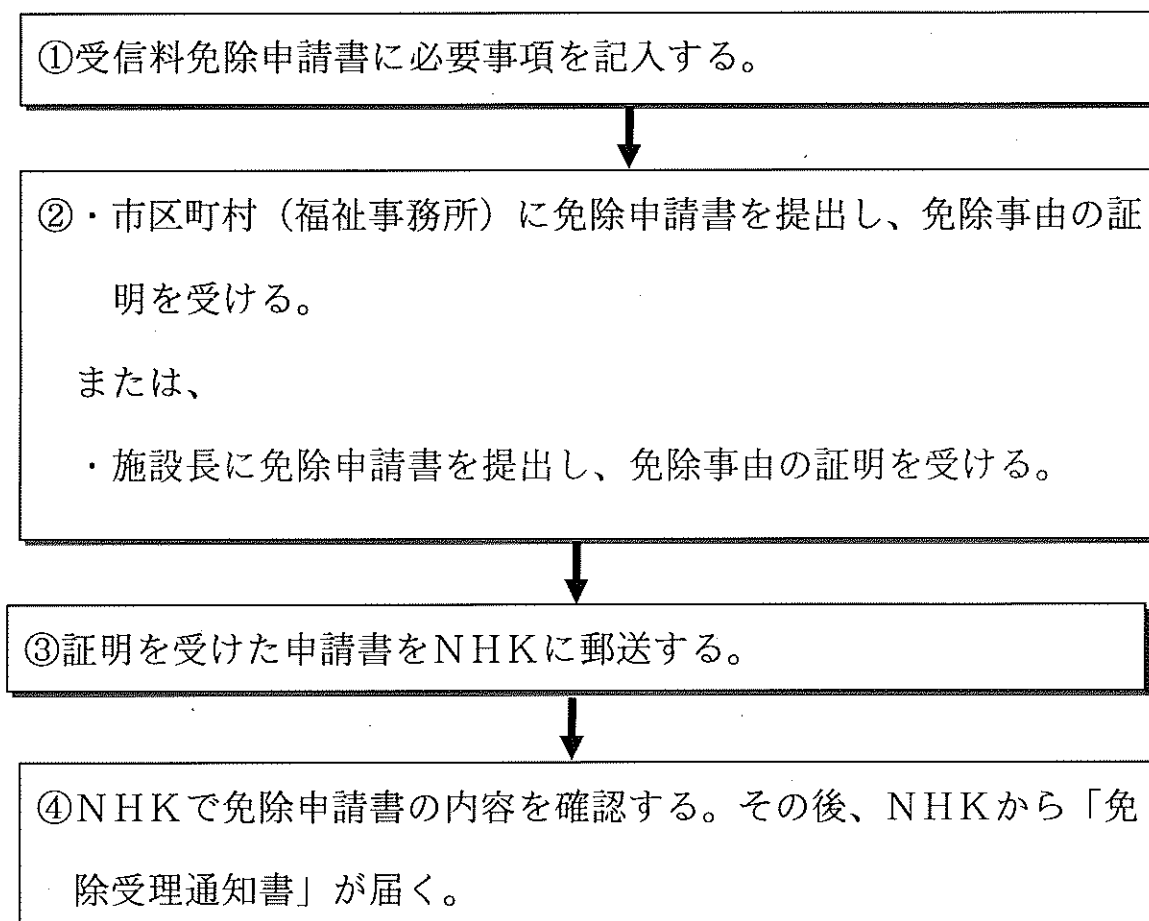 ①受信料免除申請書に必要事項を記入する。
②・市区町村（福祉事務所）に免除申請書を提出し、免除事由の証
明を受ける。
または、
・施設長に免除申請書を提出し、免除事由の証明を受ける。
③証明を受けた申請書をＮＨＫに郵送する。
④ＮＨＫで免除申請書の内容を確認する。その後、ＮＨＫから「免
除受理通知書」が届く。